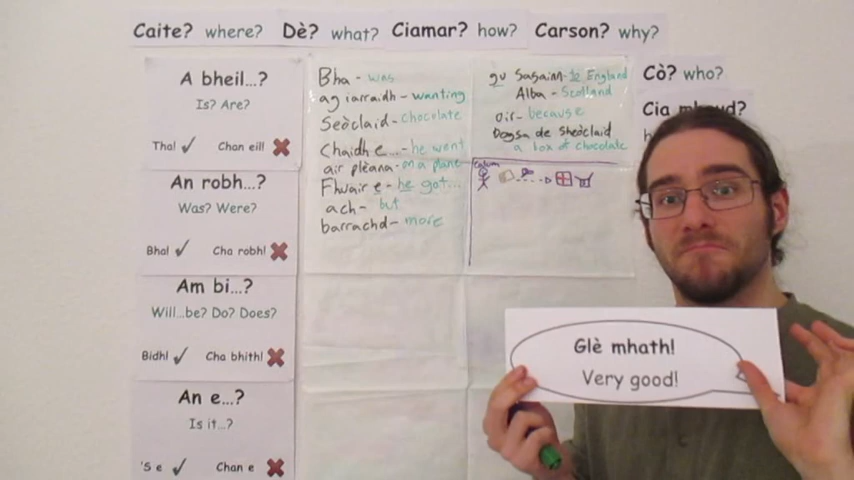 Caite? where? Dè? what? Ciamar? how? Carson? why?
Cò? who?
A bheil...?
Is? Are?
Tha! ✓ Chan eil! ✗
An robh...?
Was? Were?
Bha! ✓ Cha robh! ✗
Am bi...?
Will...be? Do? Does?
Bidh! ✓ Cha bhith! ✗
An e...?
Is it...?
'S e ✓ Chan e ✗
Bha - was
ag iarraidh - wanting
Seòclaid - chocolate
Chaidh e... - he went
air plèana - on a plane
Fhuair e - he got...
ach - but
barrachd - more
gu Sasainn - to England
Alba - Scotland
oir - because
Bogsa de sheòclaid
a box of chocolate
Calum
Glè mhath!
Very good!